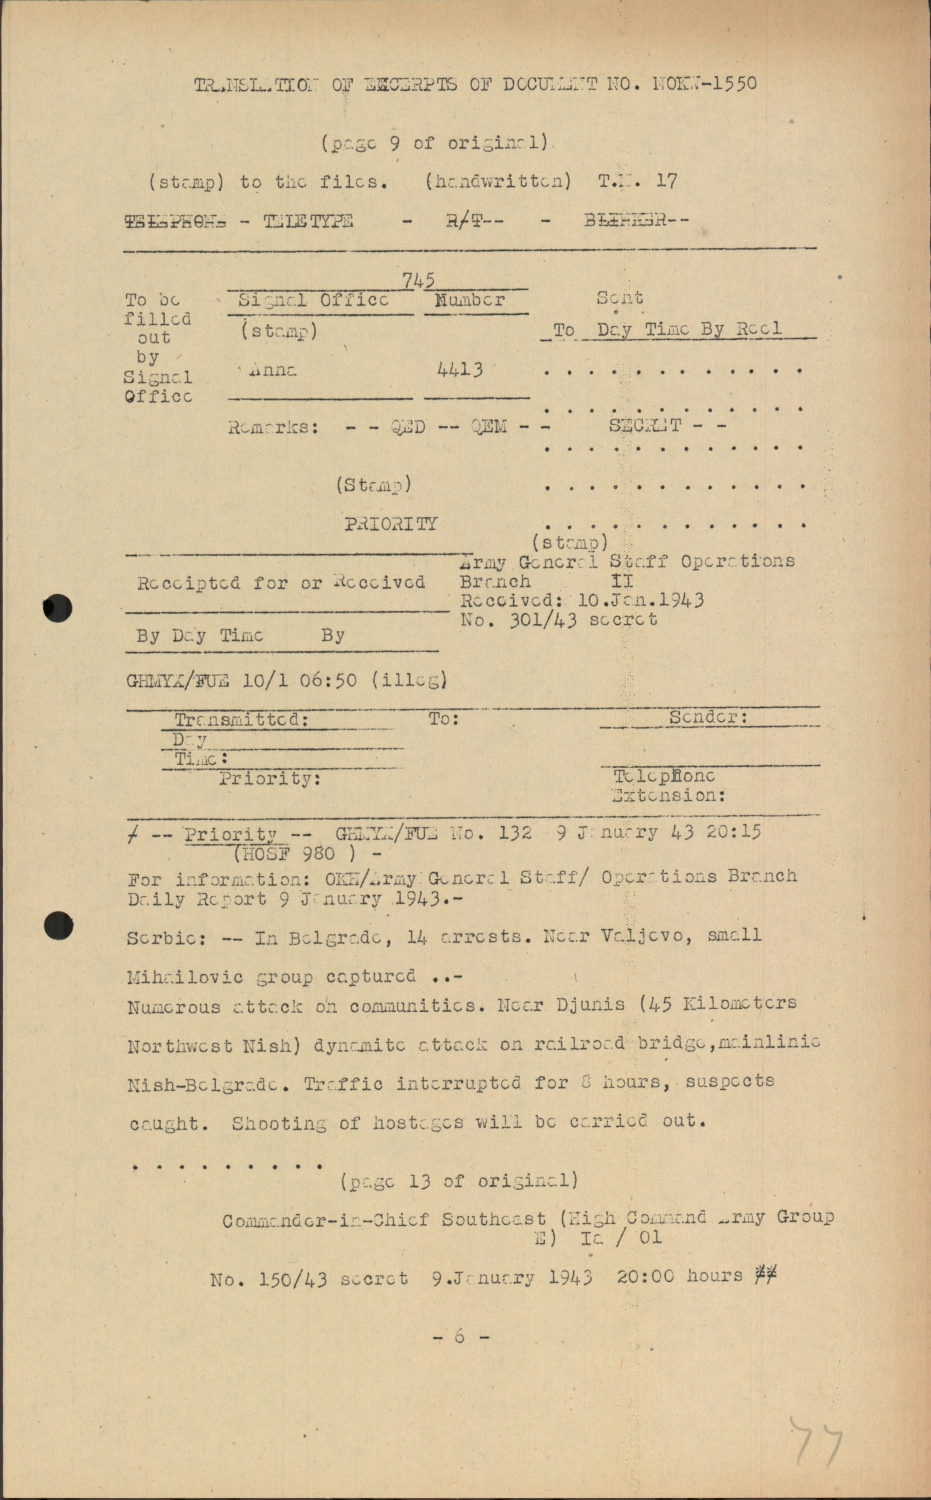 TRANSLATION OF EXCERPTS OF DOCUMENT NO. NOKW-1550
(page 9 of original).
(stamp) to the files. (handwritten) T.M. 17
TELEPHONE - TELETYPE - R/T-- - BLINKER--
745
To be filled out by Signal Office
Signal Office Number
(stamp)
Anna 4413
Sent
To Day Time By Reel
. . . . . . . . . . . .
. . . . . . . . . . . .
Remarks: - - QED -- QEM - - SECRET - -
. . . . . . . . . . . .
(Stamp) . . . . . . . . . . . .
PRIORITY . . . . . . . . . . . .
(stamp)
Army General Staff Operations
Receipted for or Received Branch II
Received: 10.Jan.1943
No. 301/43 secret
By Day Time By
GHMYX/FUE 10/1 06:50 (illeg)
Transmitted: To: Sender:
Day
Time:
Priority: Telephone
Extension:
/ -- Priority -- GHMYX/FUE No. 132 9 January 43 20:15
(HOSF 980 ) -
For information: OKH/Army General Staff/ Operations Branch
Daily Report 9 January 1943.-
Serbie: -- In Belgrade, 14 arrests. Near Valjevo, small
Mihailovic group captured ..-
Numerous attack on communities. Near Djunis (45 Kilometers
Northwest Nish) dynamite attack on railroad bridge,mainlinie
Nish-Belgrade. Traffic interrupted for 8 hours, suspects
caught. Shooting of hostages will be carried out.
. . . . . . . . .
(page 13 of original)
Commander-in-Chief Southeast (High Command Army Group
E) Ia / 01
No. 150/43 secret 9.January 1943 20:00 hours
- 6 -
77